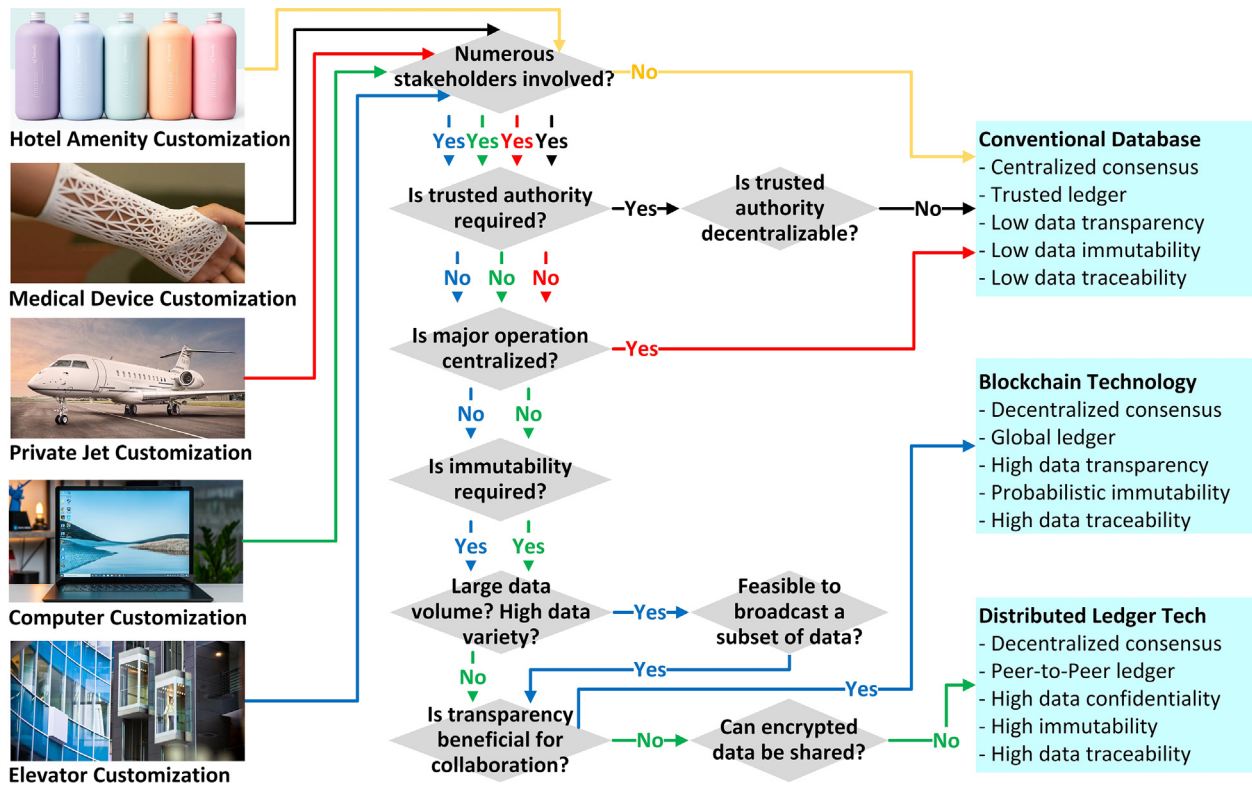 Hotel Amenity Customization
Medical Device Customization
Private Jet Customization
Computer Customization
Elevator Customization
Numerous
stakeholders involved?
No
Yes
Yes
Yes
Yes
Is trusted authority
required?
Yes
Is trusted
authority
decentralizable?
No
No
No
No
Is major operation
centralized?
Yes
No
No
Is immutability
required?
Yes
Yes
Large data
volume? High data
variety?
Yes
Feasible to
broadcast a
subset of data?
No
Yes
Yes
Is transparency
beneficial for
collaboration?
No
Can encrypted
data be shared?
No
Conventional Database
- Centralized consensus
- Trusted ledger
- Low data transparency
- Low data immutability
- Low data traceability
Blockchain Technology
- Decentralized consensus
- Global ledger
- High data transparency
- Probabilistic immutability
- High data traceability
Distributed Ledger Tech
- Decentralized consensus
- Peer-to-Peer ledger
- High data confidentiality
- High immutability
- High data traceability